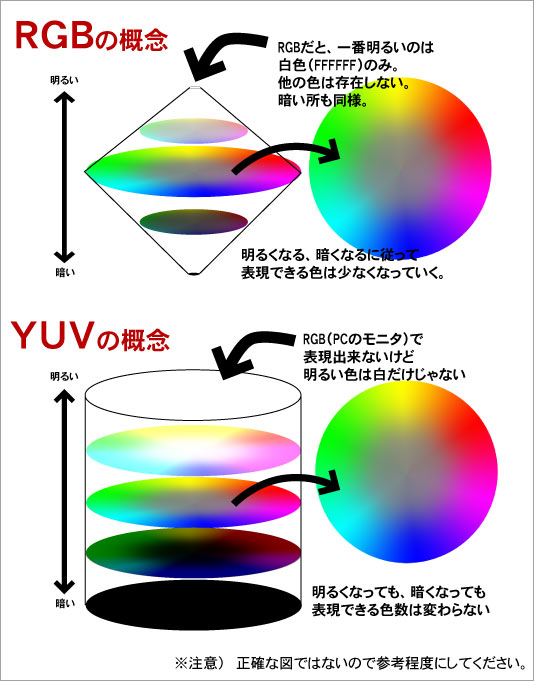 RGBの概念
RGBだと、一番明るいのは
白色（FFFFFF）のみ。
他の色は存在しない。
暗い所も同様。
明るい
暗い
明るくなる、暗くなるに従って
表現できる色は少なくなっていく。
YUVの概念
RGB（PCのモニタ）で
表現出来ないけど
明るい色は白だけじゃない
明るい
暗い
明るくなっても、暗くなっても
表現できる色数は変わらない
※注意）　正確な図ではないので参考程度にしてください。